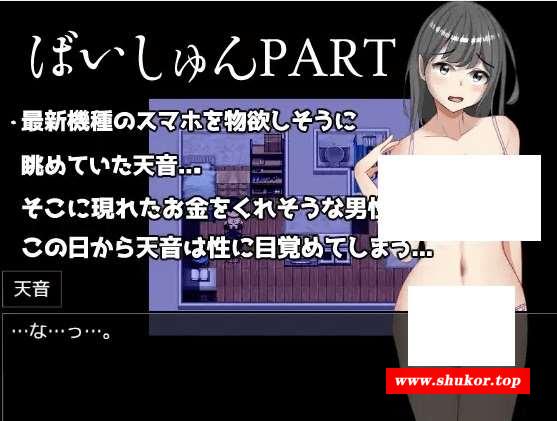 ばいしゅんPART
・最新機種のスマホを物欲しそうに
眺めていた天音…
そこに現れたお金をくれそうな男性
この日から天音は性に目覚めてしまう…
天音
…な…っ…。
www.shukor.top